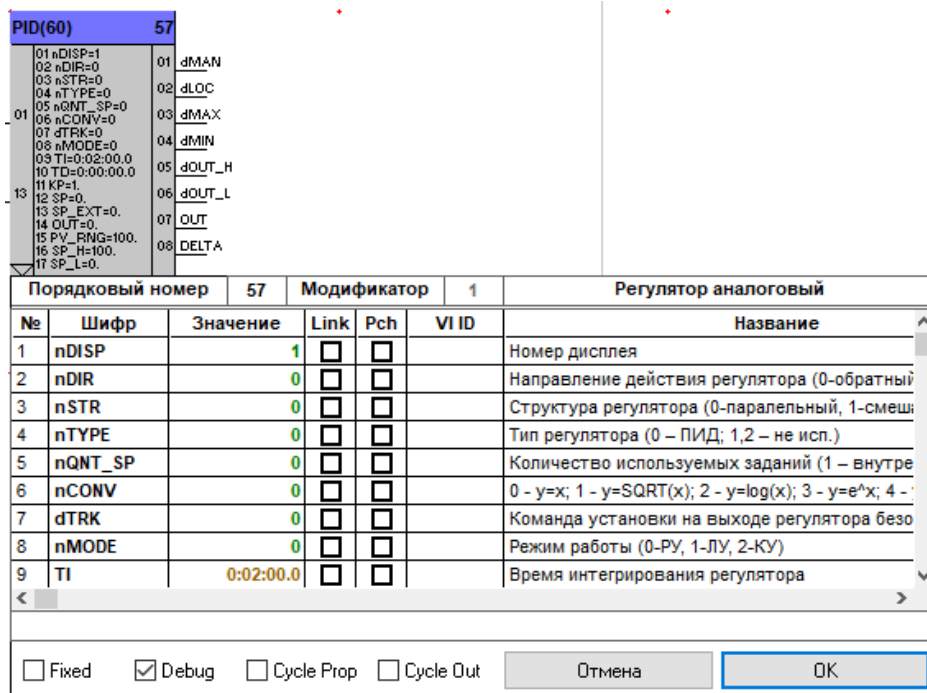 PID(60) 57
01 nDISP=1
02 nDIR=0
03 nSTR=0
04 nTYPE=0
05 nQNT_SP=0
06 nCONV=0
07 dTRK=0
08 nMODE=0
09 TI=0:02:00.0
10 TD=0:00:00.0
11 KP=1.
12 SP=0.
13 SP_EXT=0.
14 OUT=0.
15 PV_RNG=100.
16 SP_H=100.
17 SP_L=0.
01
13
01 dMAN
02 dLOC
03 dMAX
04 dMIN
05 dOUT_H
06 dOUT_L
07 OUT
08 DELTA
Порядковый номер 57 Модификатор 1 Регулятор аналоговый
№ Шифр Значение Link Pch VI ID Название
1 nDISP 1 Номер дисплея
2 nDIR 0 Направление действия регулятора (0-обратный
3 nSTR 0 Структура регулятора (0-паралельный, 1-смеш
4 nTYPE 0 Тип регулятора (0 – ПИД; 1,2 – не исп.)
5 nQNT_SP 0 Количество используемых заданий (1 – внутре
6 nCONV 0 0 - y=x; 1 - y=SQRT(x); 2 - y=log(x); 3 - y=e^x; 4 -
7 dTRK 0 Команда установки на выходе регулятора безо
8 nMODE 0 Режим работы (0-РУ, 1-ЛУ, 2-КУ)
9 TI 0:02:00.0 Время интегрирования регулятора
Fixed Debug Cycle Prop Cycle Out Отмена OK